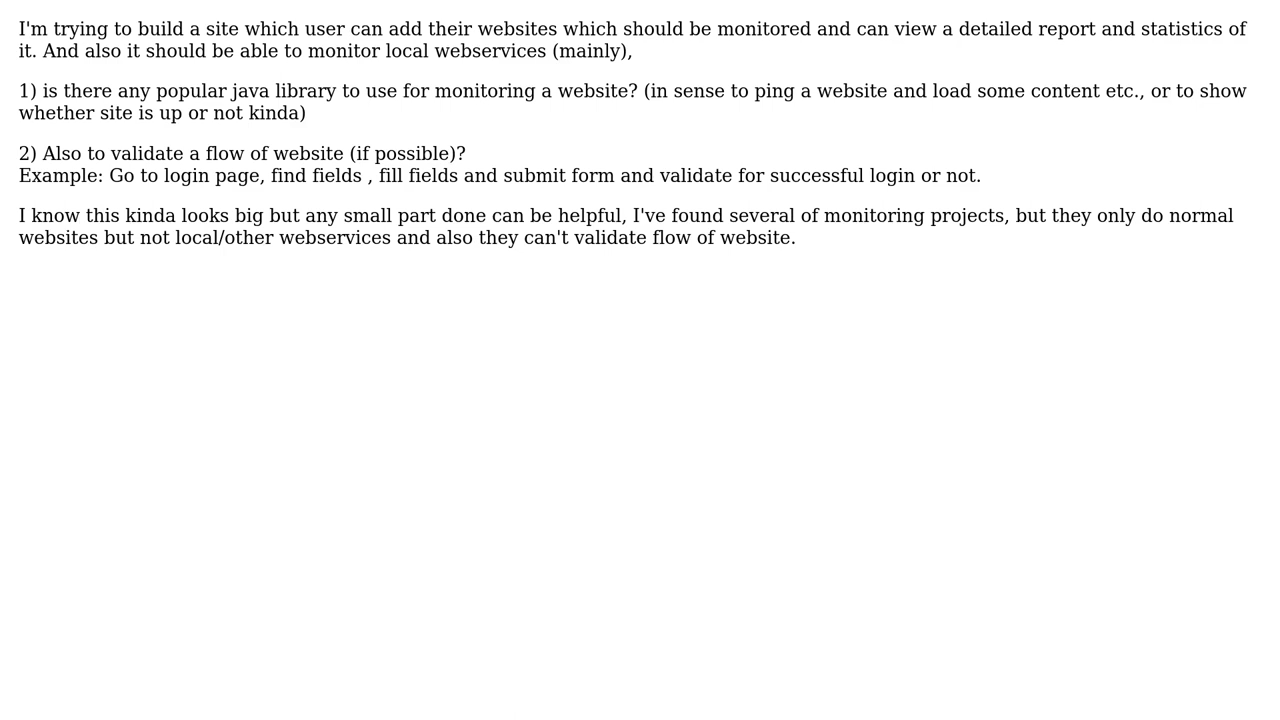 I'm trying to build a site which user can add their websites which should be monitored and can view a detailed report and statistics of
it. And also it should be able to monitor local webservices (mainly),
1) is there any popular java library to use for monitoring a website? (in sense to ping a website and load some content etc., or to show
whether site is up or not kinda)
2) Also to validate a flow of website (if possible)?
Example: Go to login page, find fields , fill fields and submit form and validate for successful login or not.
I know this kinda looks big but any small part done can be helpful, I've found several of monitoring projects, but they only do normal
websites but not local/other webservices and also they can't validate flow of website.